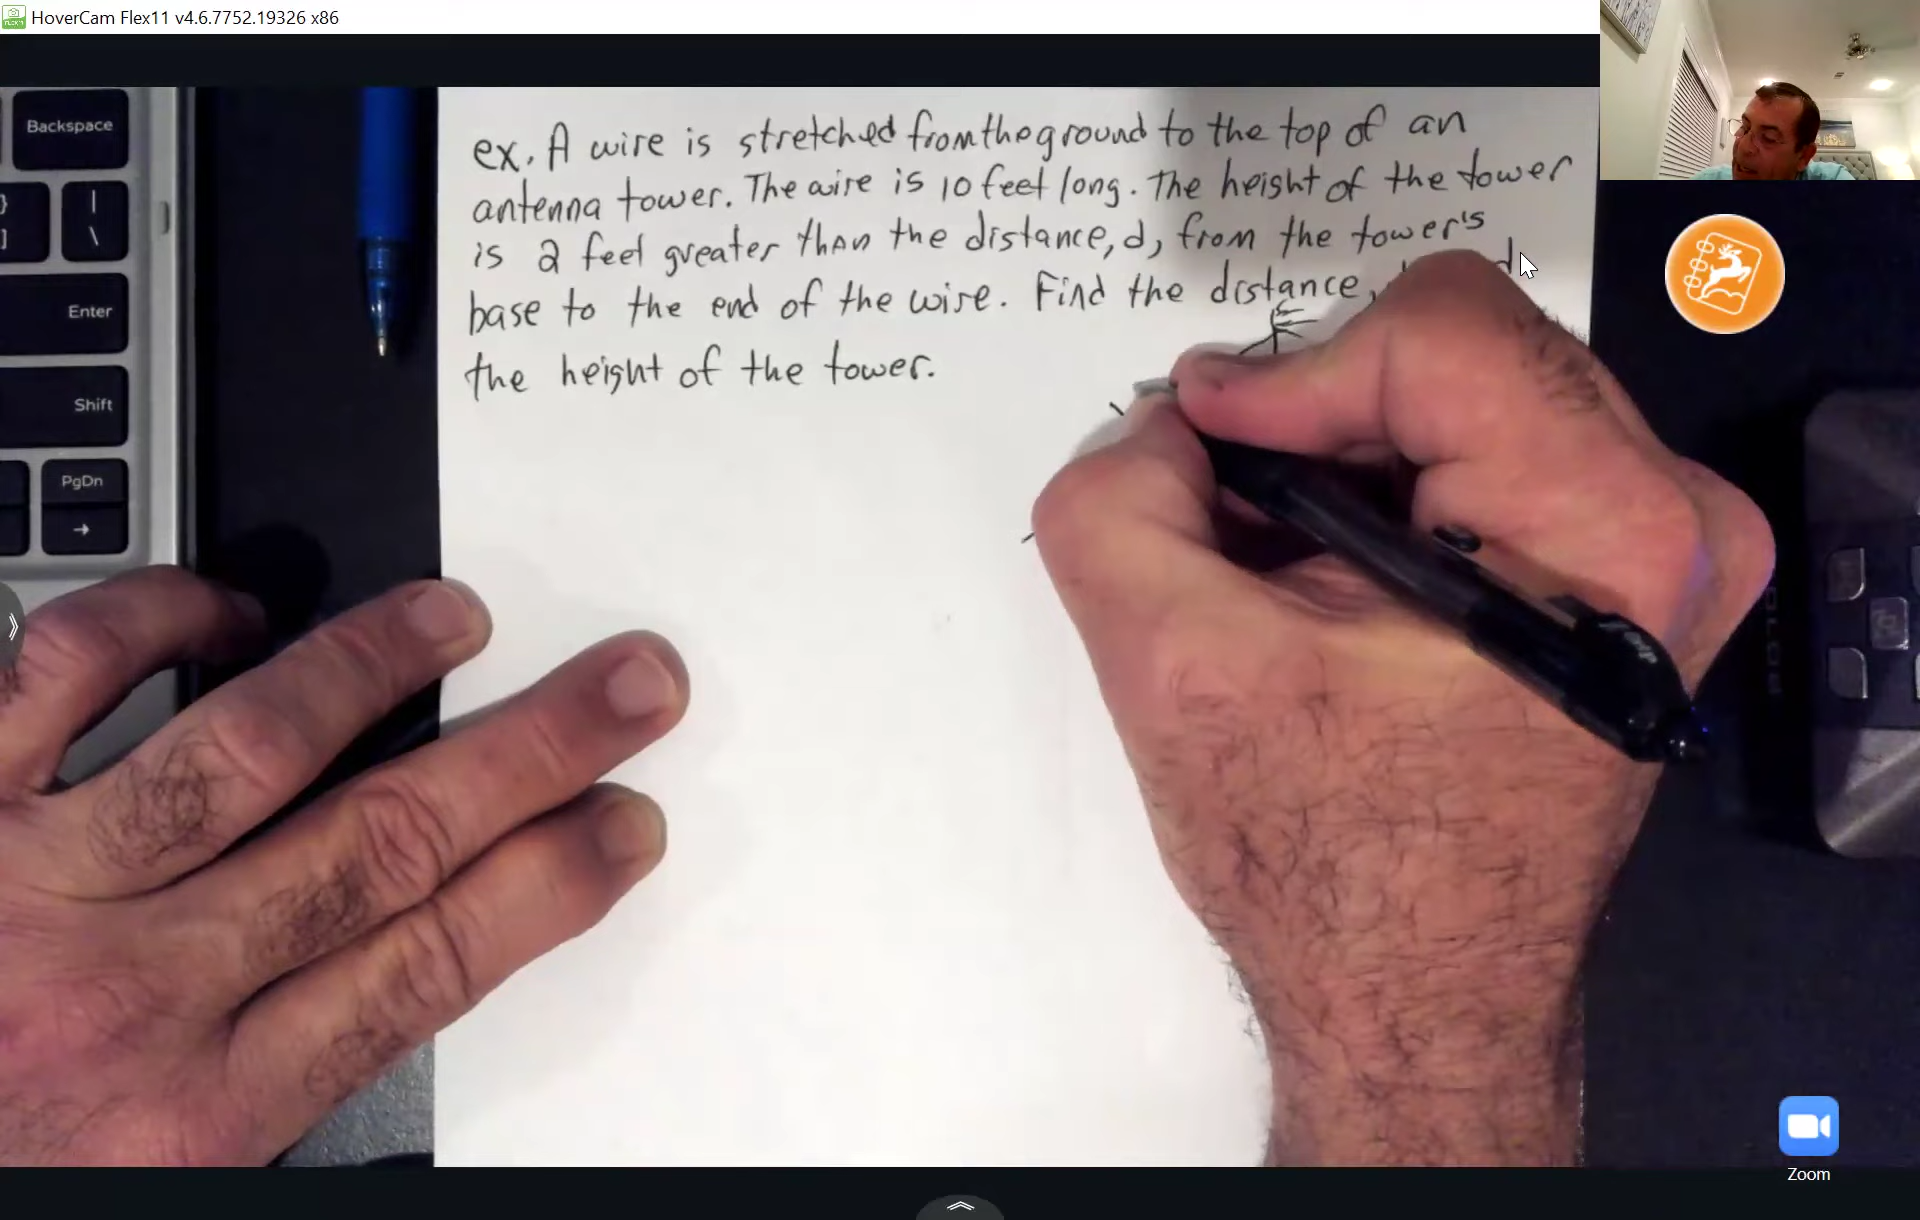 HoverCam Flex11 v4.6.7752.19326 x86
Backspace
}
]
|
\
Enter
Shift
PgDn
→
ex. A wire is stretched from the ground to the top of an
antenna tower. The wire is 10 feet long. The height of the tower
is 2 feet greater than the distance, d, from the tower's
base to the end of the wire. Find the distance,
the height of the tower.
Zoom